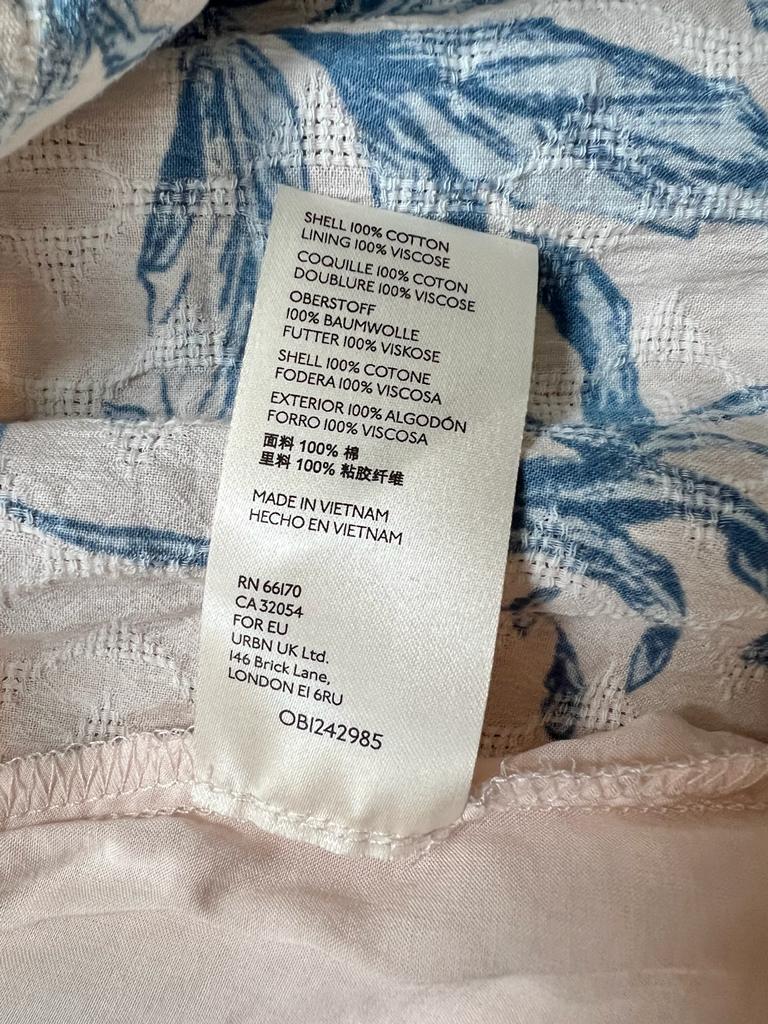 SHELL 100% COTTON
LINING 100% VISCOSE
COQUILLE 100% COTON
DOUBLURE 100% VISCOSE
OBERSTOFF
100% BAUMWOLLE
FUTTER 100% VISKOSE
SHELL 100% COTONE
FODERA 100% VISCOSA
EXTERIOR 100% ALGODÓN
FORRO 100% VISCOSA
面料 100% 棉
里料 100% 粘胶纤维
MADE IN VIETNAM
HECHO EN VIETNAM
RN 66170
CA 32054
FOR EU
URBN UK Ltd.
146 Brick Lane,
LONDON E1 6RU
OB1242985